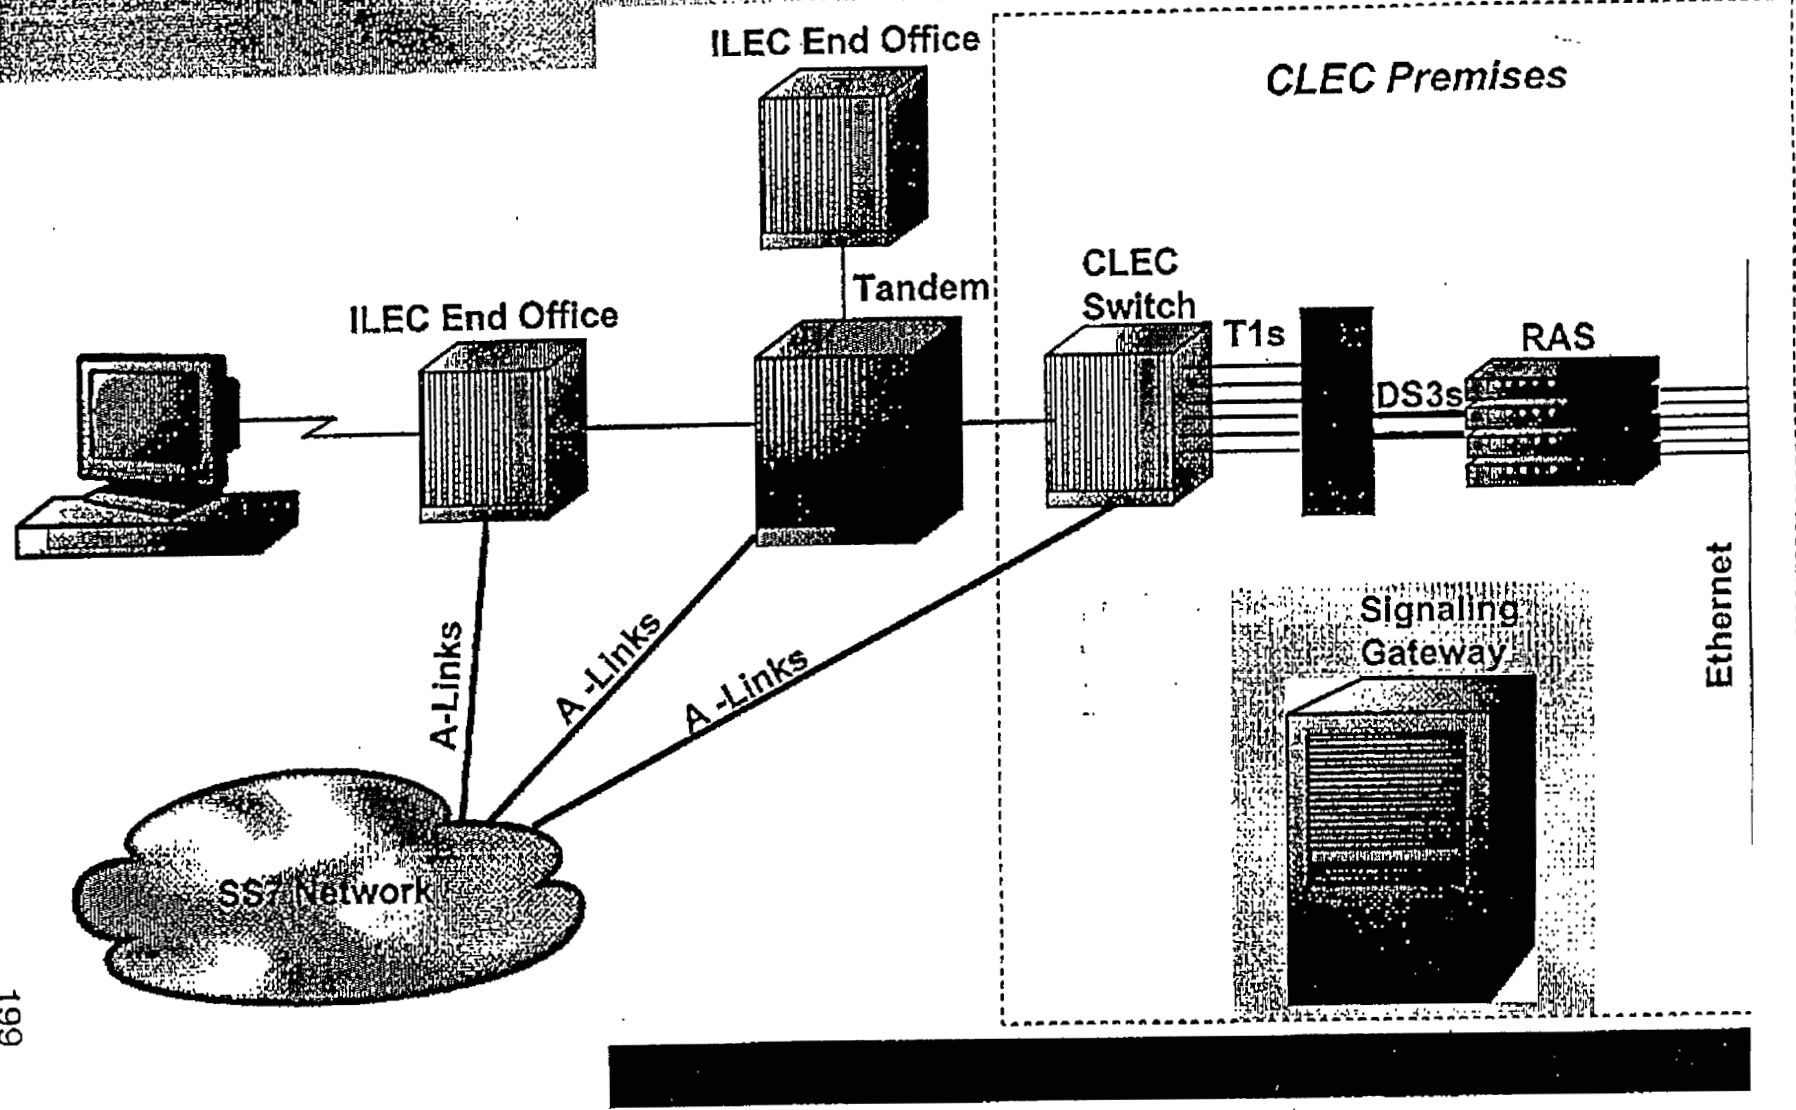 ILEC End Office
CLEC Premises
CLEC
Switch
Tandem
ILEC End Office
T1s
RAS
DS3s
Ethernet
Signaling
Gateway
A-Links
A -Links
A -Links
SS7 Network
199